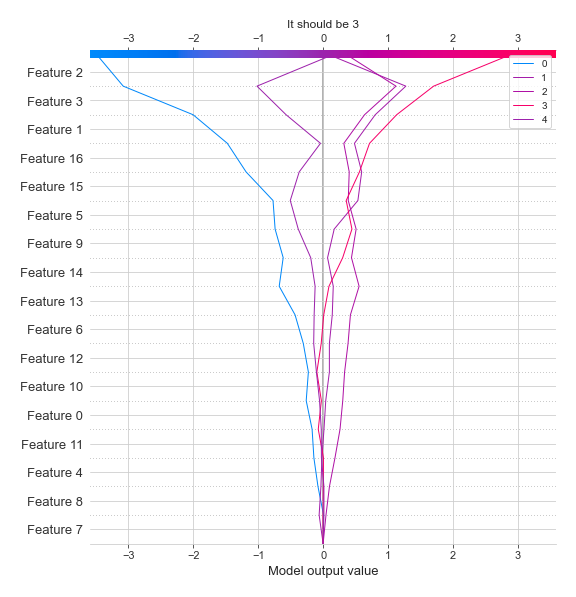 It should be 3
−3 −2 −1 0 1 2 3
0
1
2
3
4
Feature 2
Feature 3
Feature 1
Feature 16
Feature 15
Feature 5
Feature 9
Feature 14
Feature 13
Feature 6
Feature 12
Feature 10
Feature 0
Feature 11
Feature 4
Feature 8
Feature 7
−3 −2 −1 0 1 2 3
Model output value